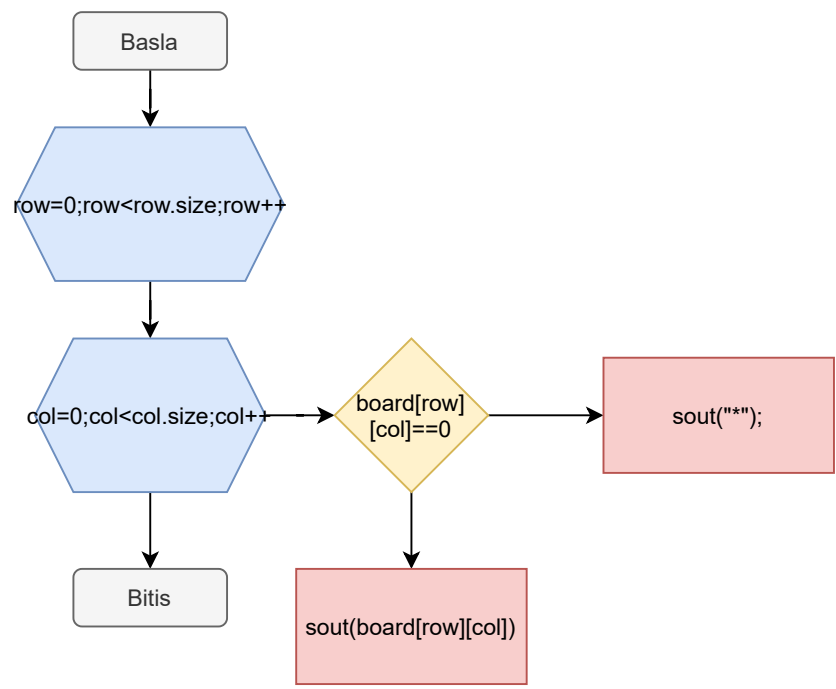 Basla
row=0;row<row.size;row++
col=0;col<col.size;col++
board[row]
[col]==0
sout("*");
Bitis
sout(board[row][col])